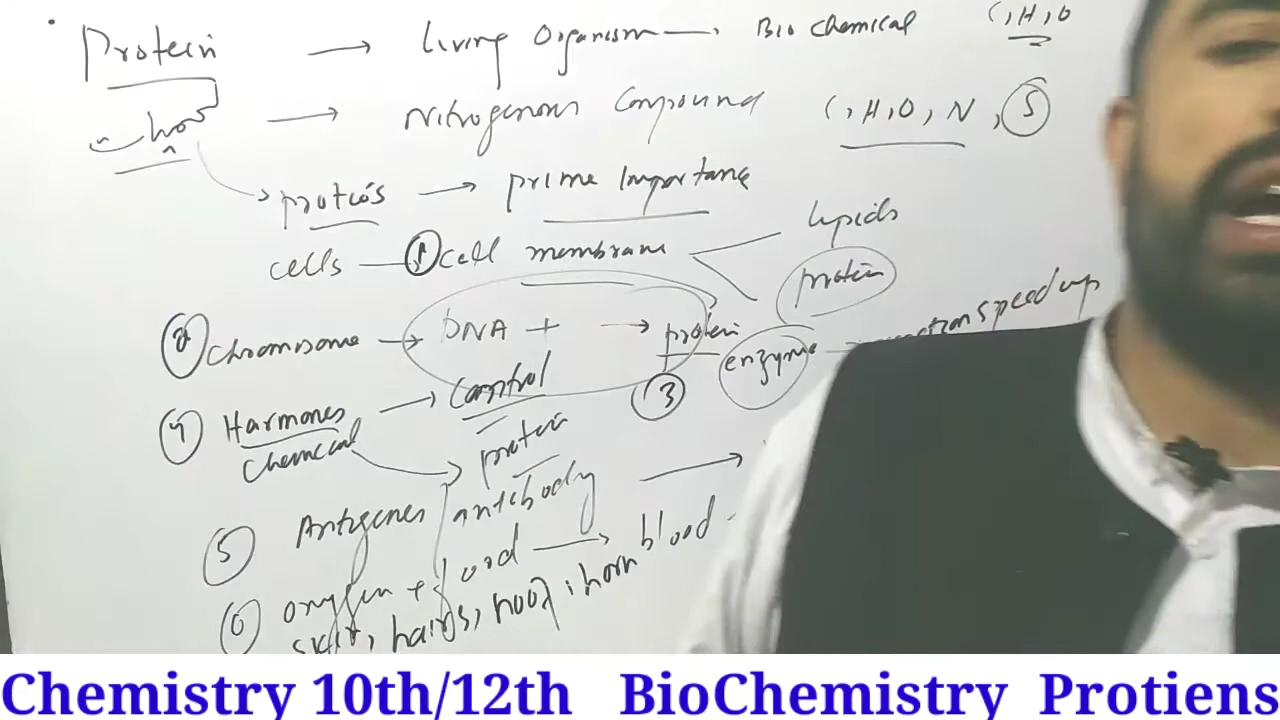 Protein → living Organism → Bio chemical C, H, O
→ Nitrogenous Compound C, H, O, N, S
protios → prime importance
cells → 1 cell membrane lipids
protein
2 chromosome → DNA + → protein enzyme speed up
3
4 Harmones → Control
chemical protein
5 Antigenes antibody →
6 oxygen + food → blood
skin, hairs, hoof, horn
Chemistry 10th/12th BioChemistry Protiens